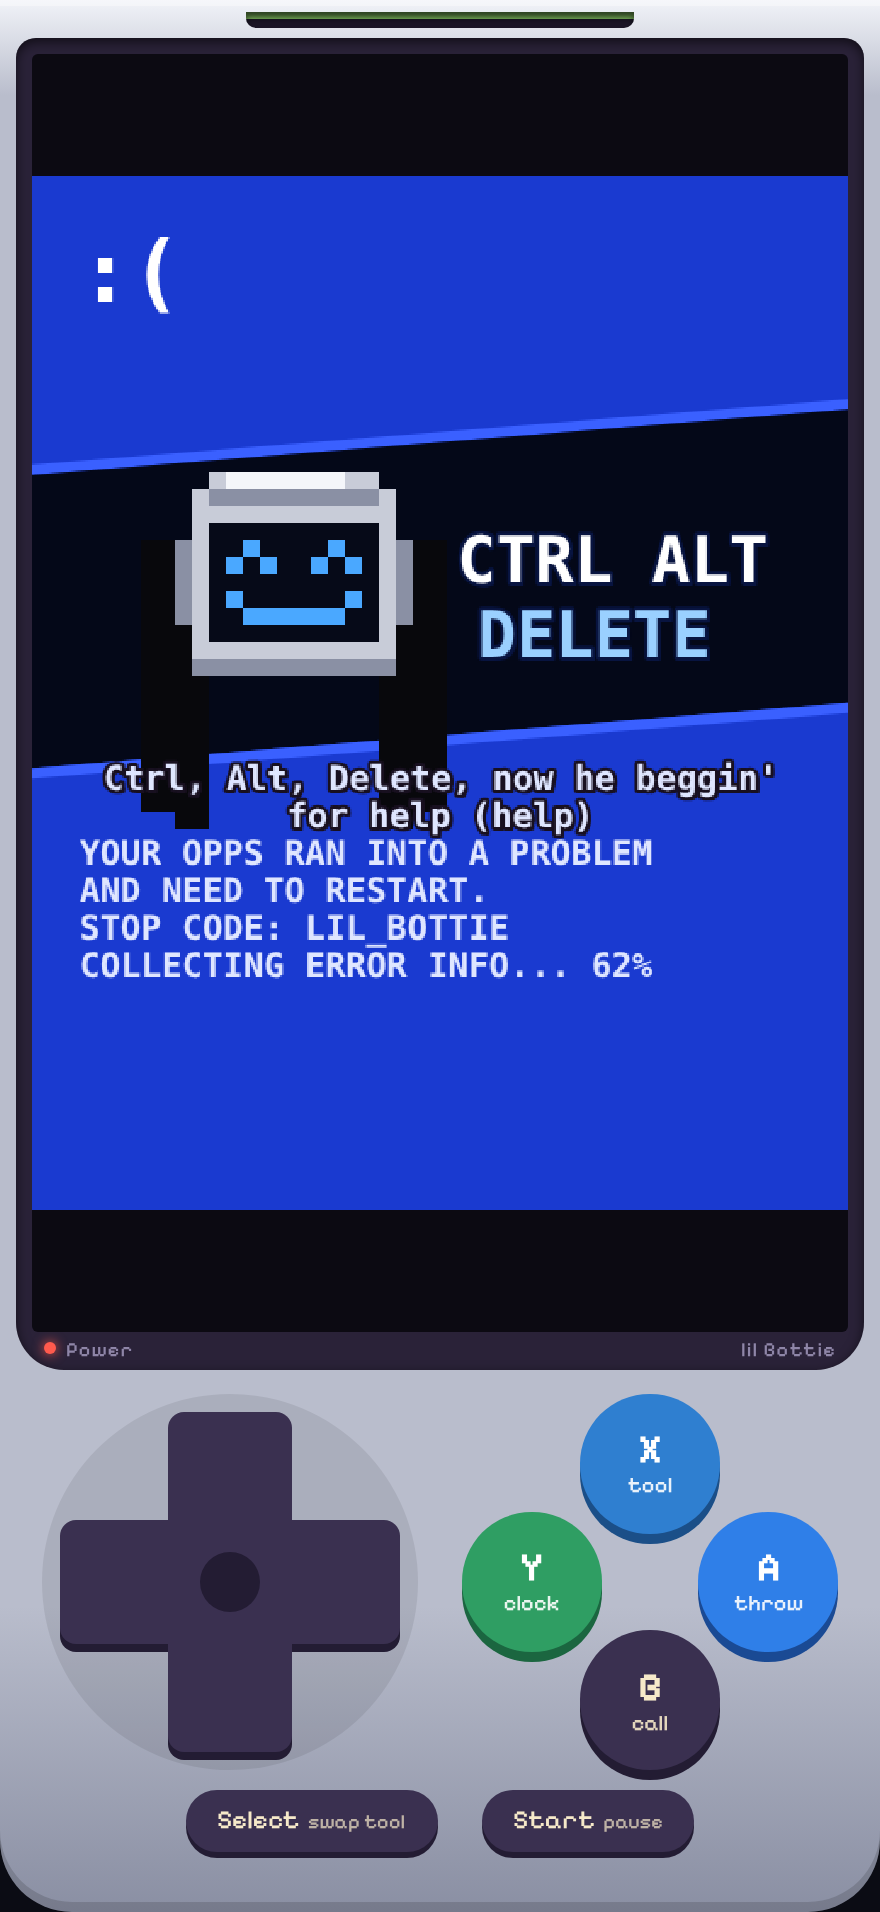 :(
CTRL ALT
DELETE
Ctrl, Alt, Delete, now he beggin'
for help (help)
YOUR OPPS RAN INTO A PROBLEM
AND NEED TO RESTART.
STOP CODE: LIL_BOTTIE
COLLECTING ERROR INFO... 62%
Power
lil Bottie
X
tool
Y
clock
A
throw
B
call
Select swap tool
Start pause